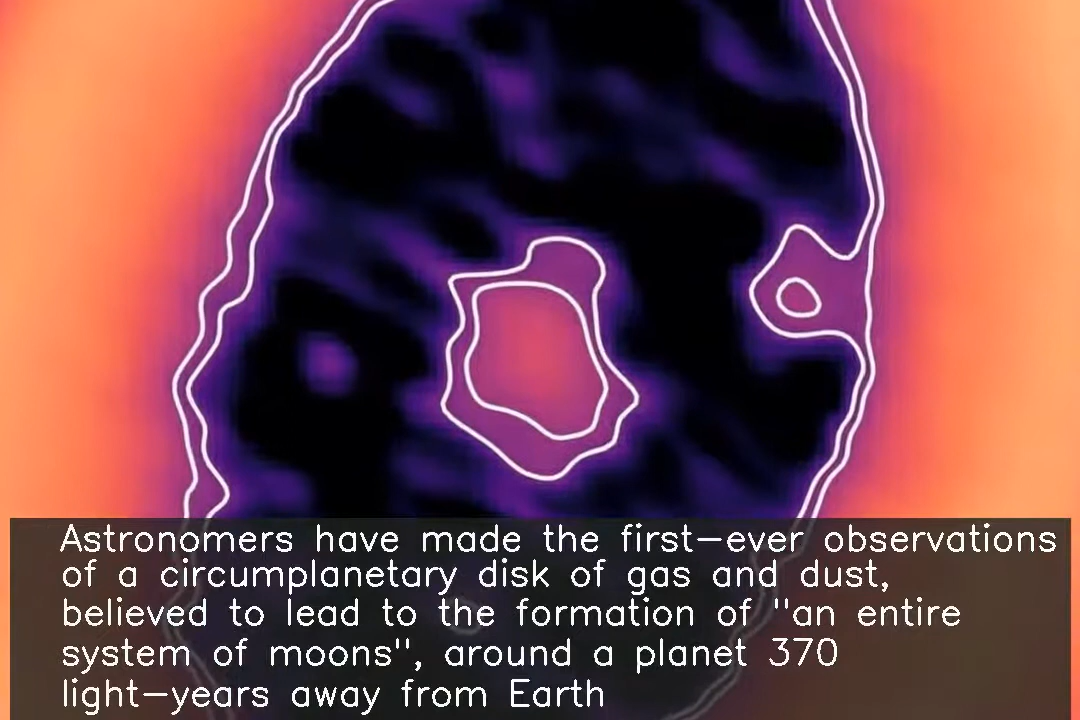 Astronomers have made the first-ever observations
of a circumplanetary disk of gas and dust,
believed to lead to the formation of "an entire
system of moons", around a planet 370
light-years away from Earth